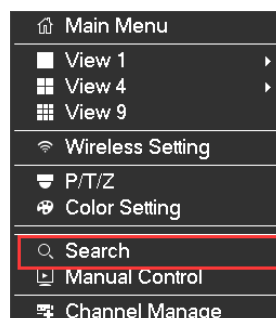 Main Menu
View 1
View 4
View 9
Wireless Setting
P/T/Z
Color Setting
Search
Manual Control
Channel Manage